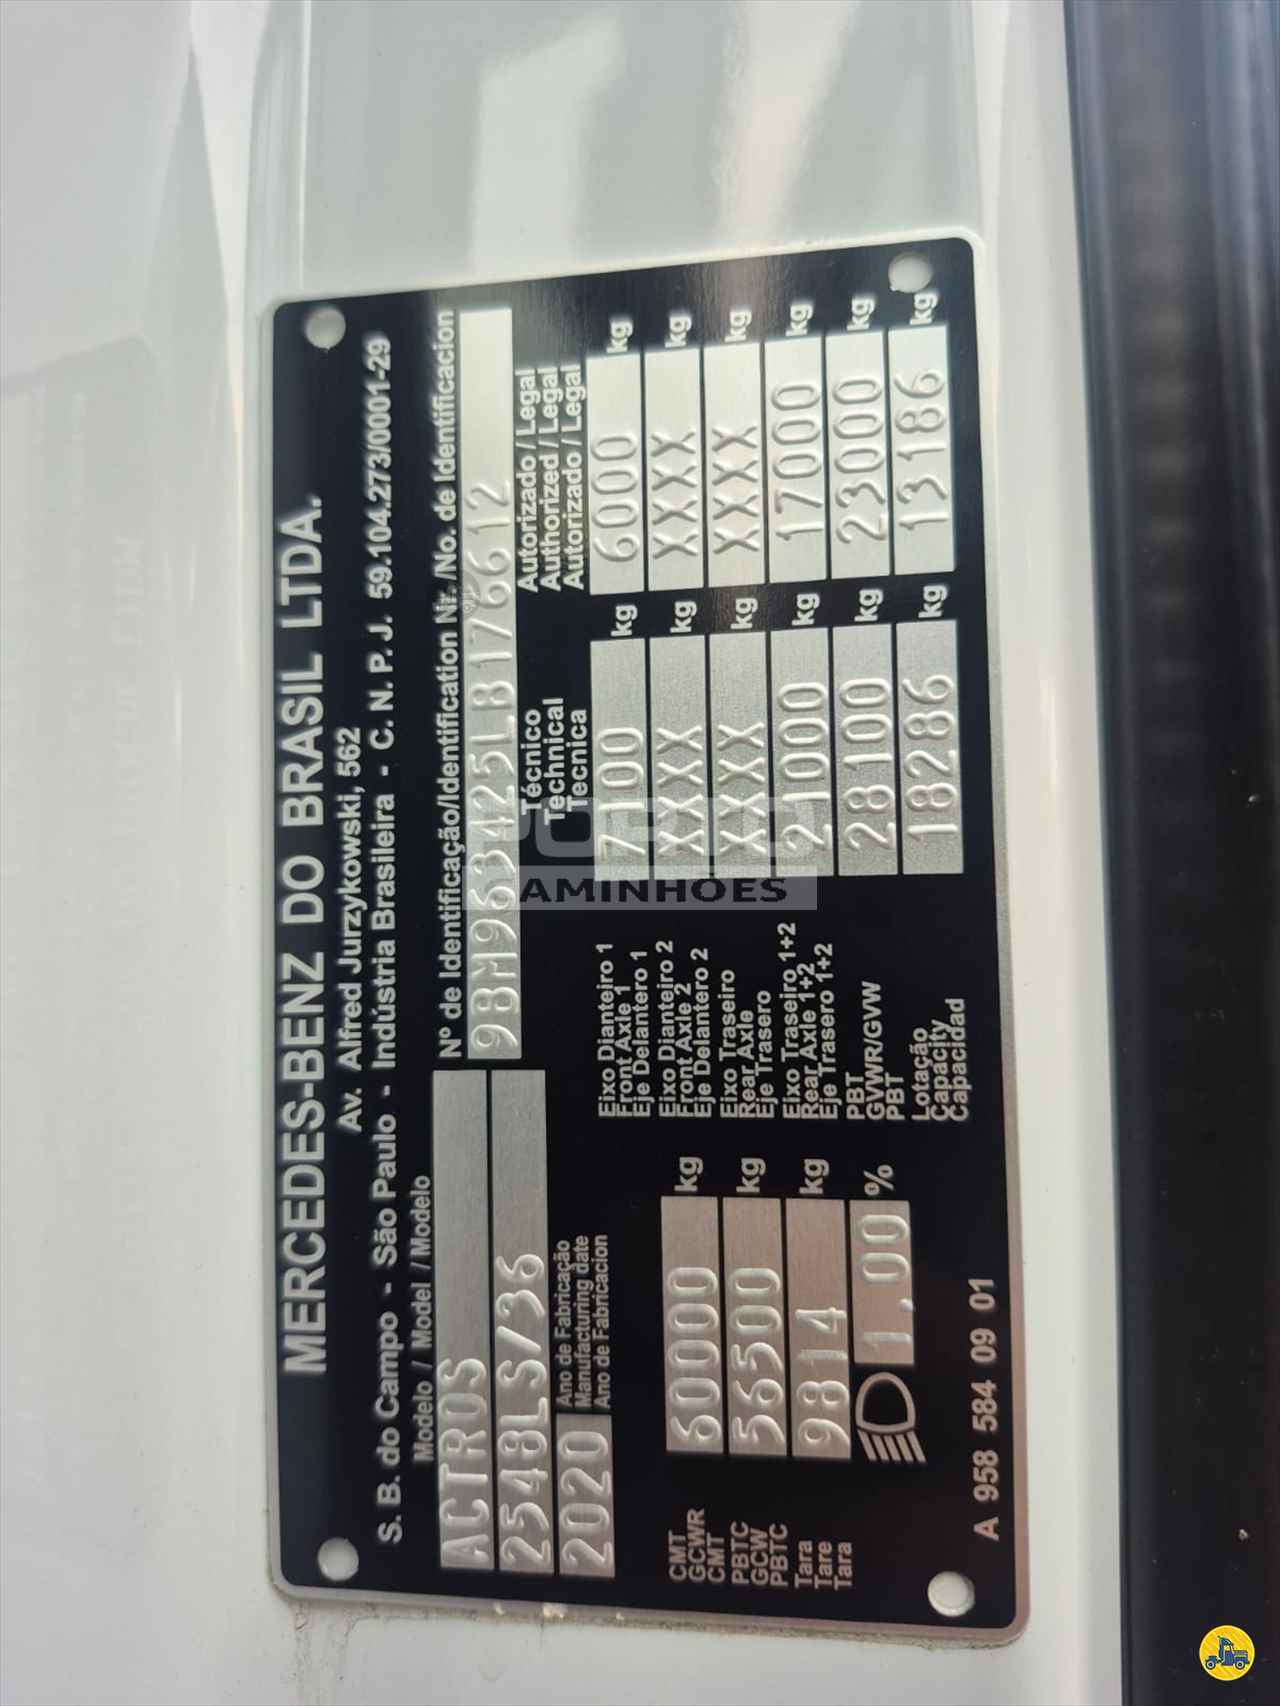 MERCEDES-BENZ DO BRASIL LTDA.
Av. Alfred Jurzykowski, 562
S. B. do Campo - São Paulo - Indústria Brasileira - C. N. P. J. 59.104.273/0001-29
Modelo / Model / Modelo
ACTROS
2548LS/36
Nº de Identificação/Identification Nr./No. de Identificacion
9BM963425LB178612
2020
Ano de Fabricação
Manufacturing date
Ano de Fabricacion
Técnico
Technical
Tecnica
Autorizado / Legal
Authorized / Legal
Autorizado / Legal
CMT
GCWR
CMT
60000 kg
PBTC
GCW
PBTC
56500 kg
Tara
Tare
Tara
9814 kg
1.00 %
Eixo Dianteiro 1
Front Axle 1
Eje Delantero 1
7100 kg 6000 kg
Eixo Dianteiro 2
Front Axle 2
Eje Delantero 2
XXXX kg XXXX kg
Eixo Traseiro
Rear Axle
Eje Trasero
XXXX kg XXXX kg
Eixo Traseiro 1+2
Rear Axle 1+2
Eje Trasero 1+2
21000 kg 17000 kg
PBT
GVWR/GVW
PBT
28100 kg 23000 kg
Lotação
Capacity
Capacidad
18286 kg 13186 kg
A 958 584 09 01
AMINHOES